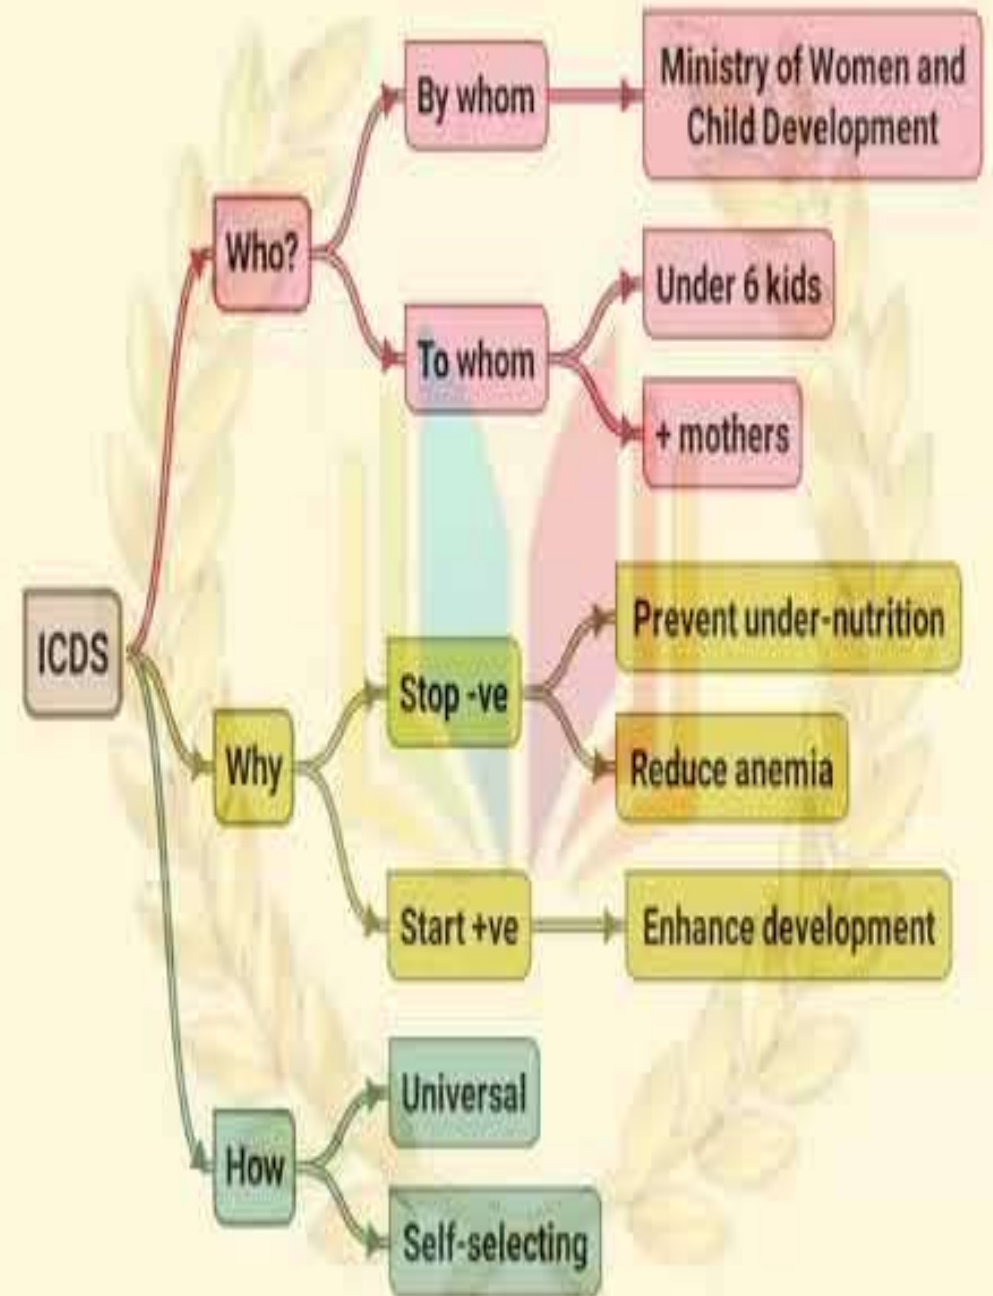 ICDS
Who?
By whom
Ministry of Women and
Child Development
To whom
Under 6 kids
+ mothers
Why
Stop -ve
Prevent under-nutrition
Reduce anemia
Start +ve
Enhance development
How
Universal
Self-selecting